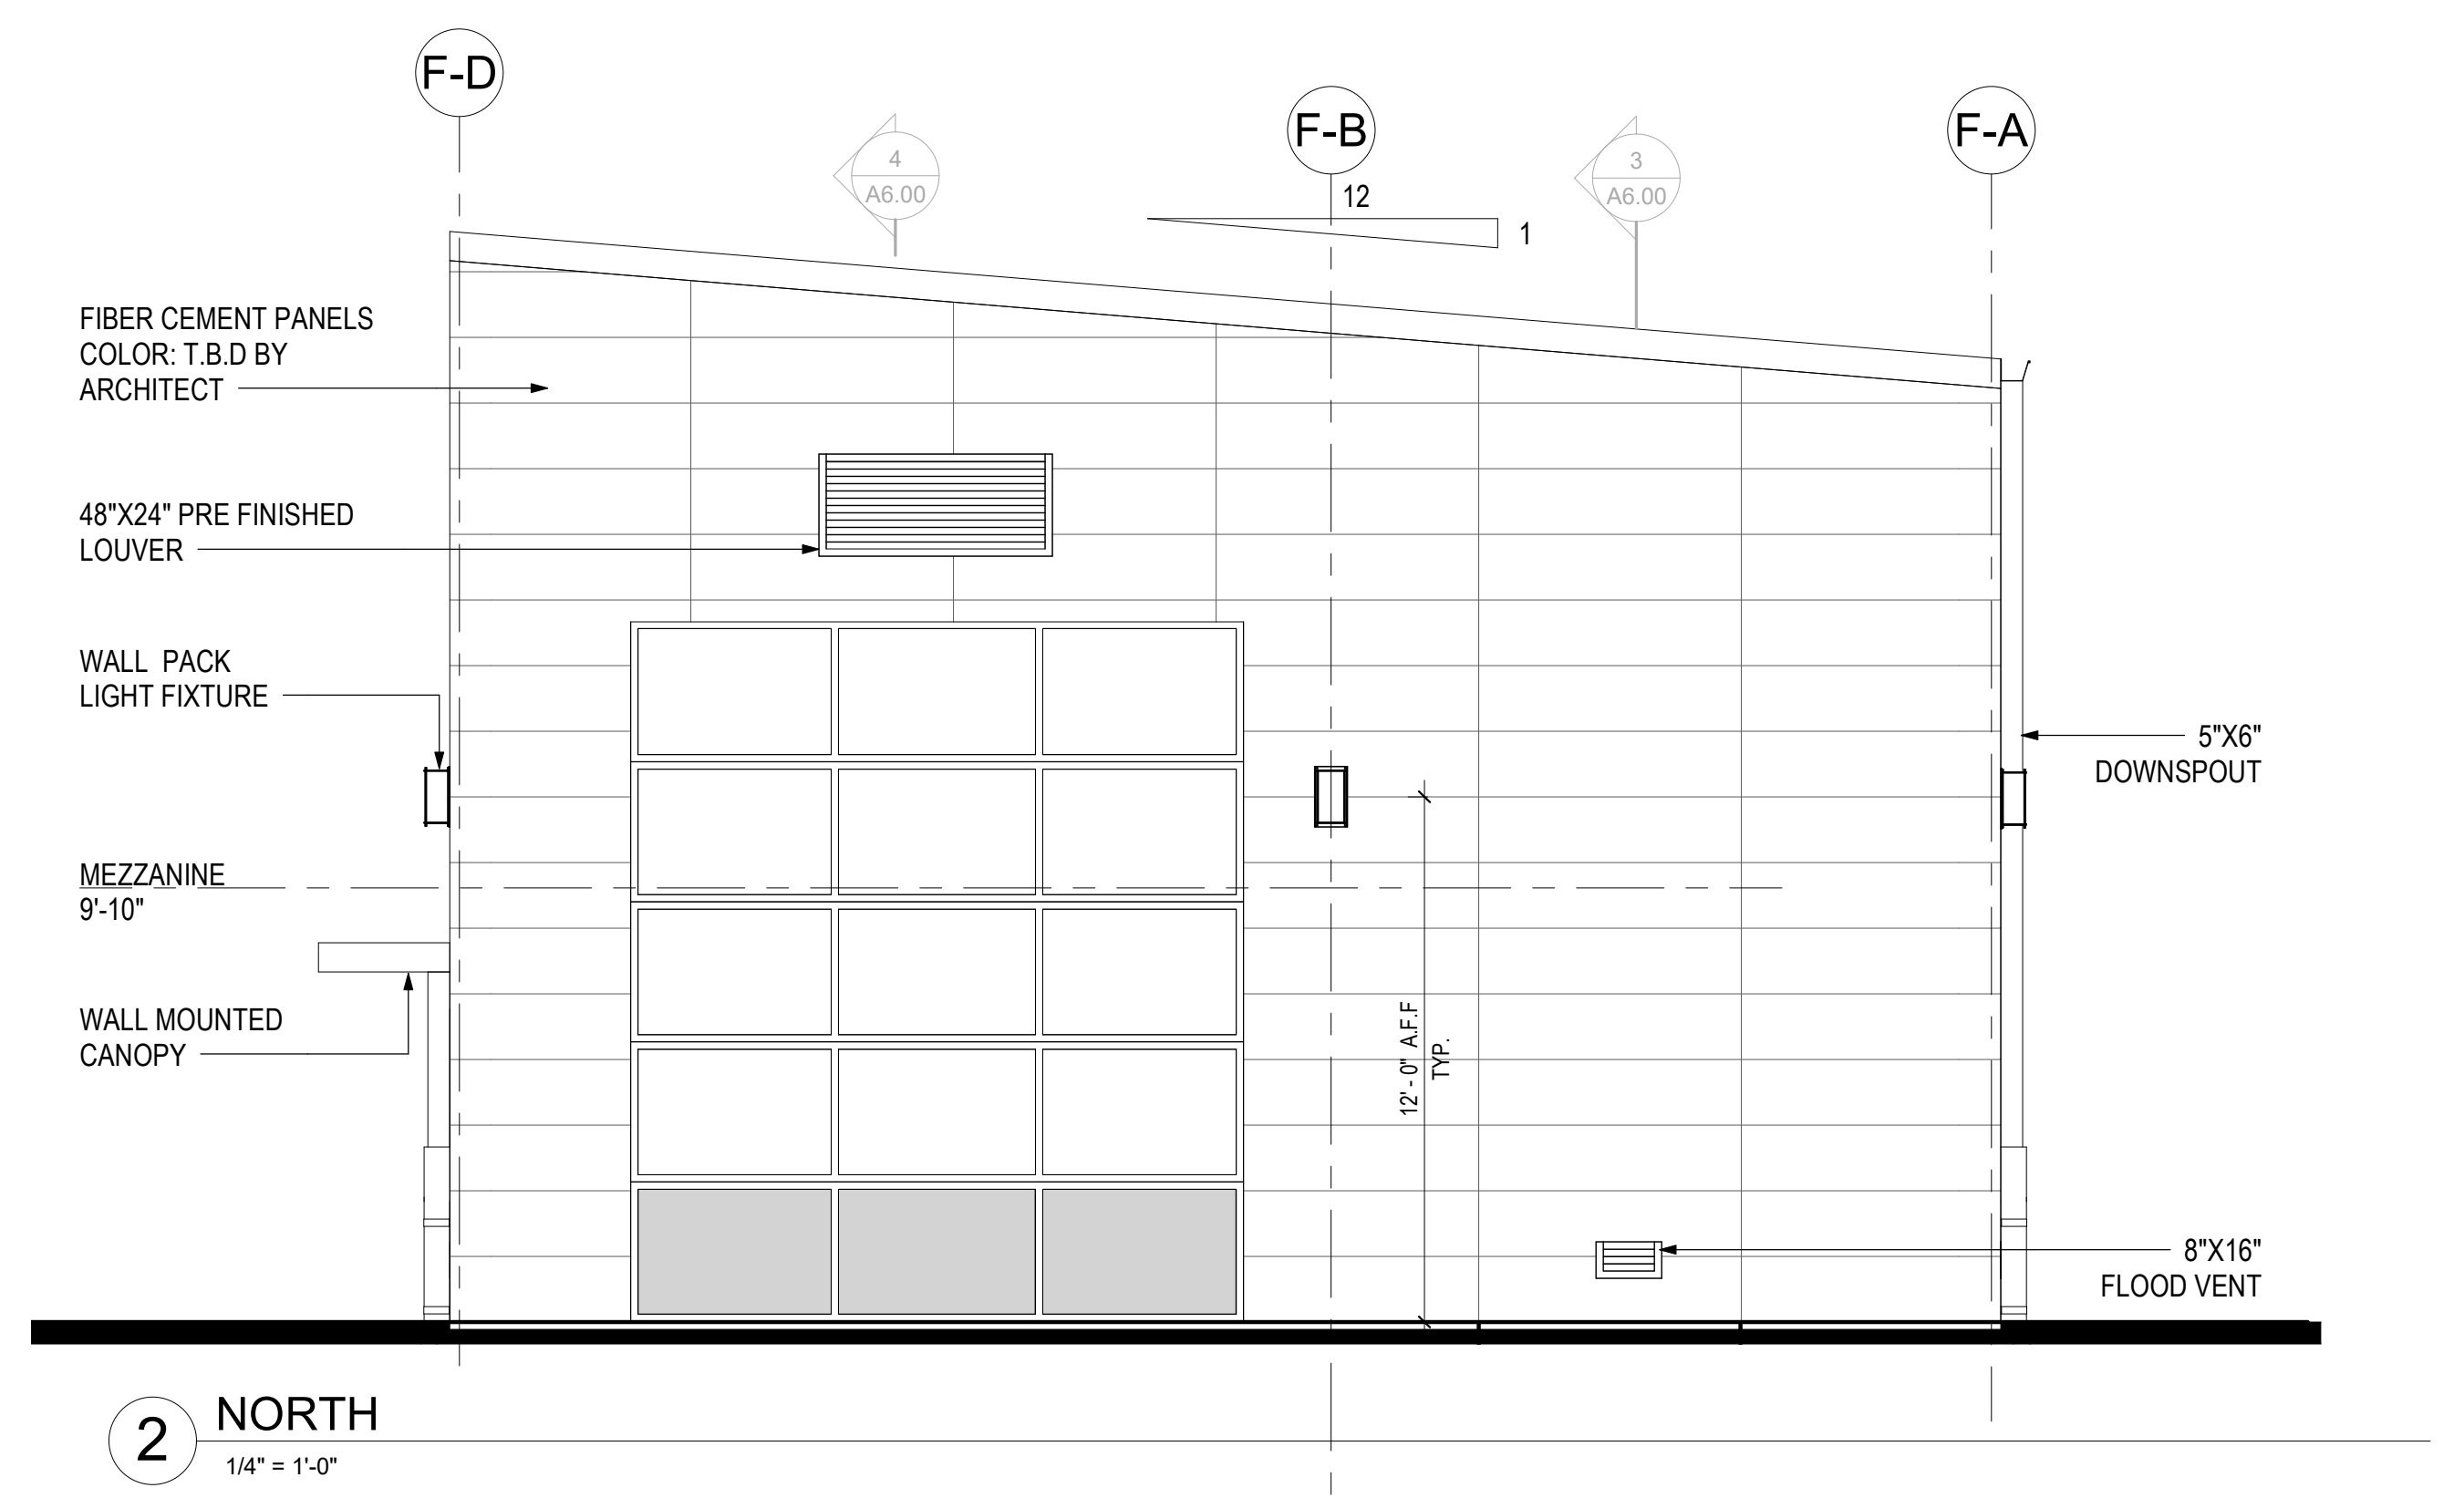 F-D
F-B
F-A
4
A6.00
3
A6.00
12
1
FIBER CEMENT PANELS
COLOR: T.B.D BY
ARCHITECT
48"X24" PRE FINISHED
LOUVER
WALL PACK
LIGHT FIXTURE
5"X6"
DOWNSPOUT
MEZZANINE
9'-10"
WALL MOUNTED
CANOPY
12' - 0" A.F.F
TYP.
8"X16"
FLOOD VENT
2
NORTH
1/4" = 1'-0"